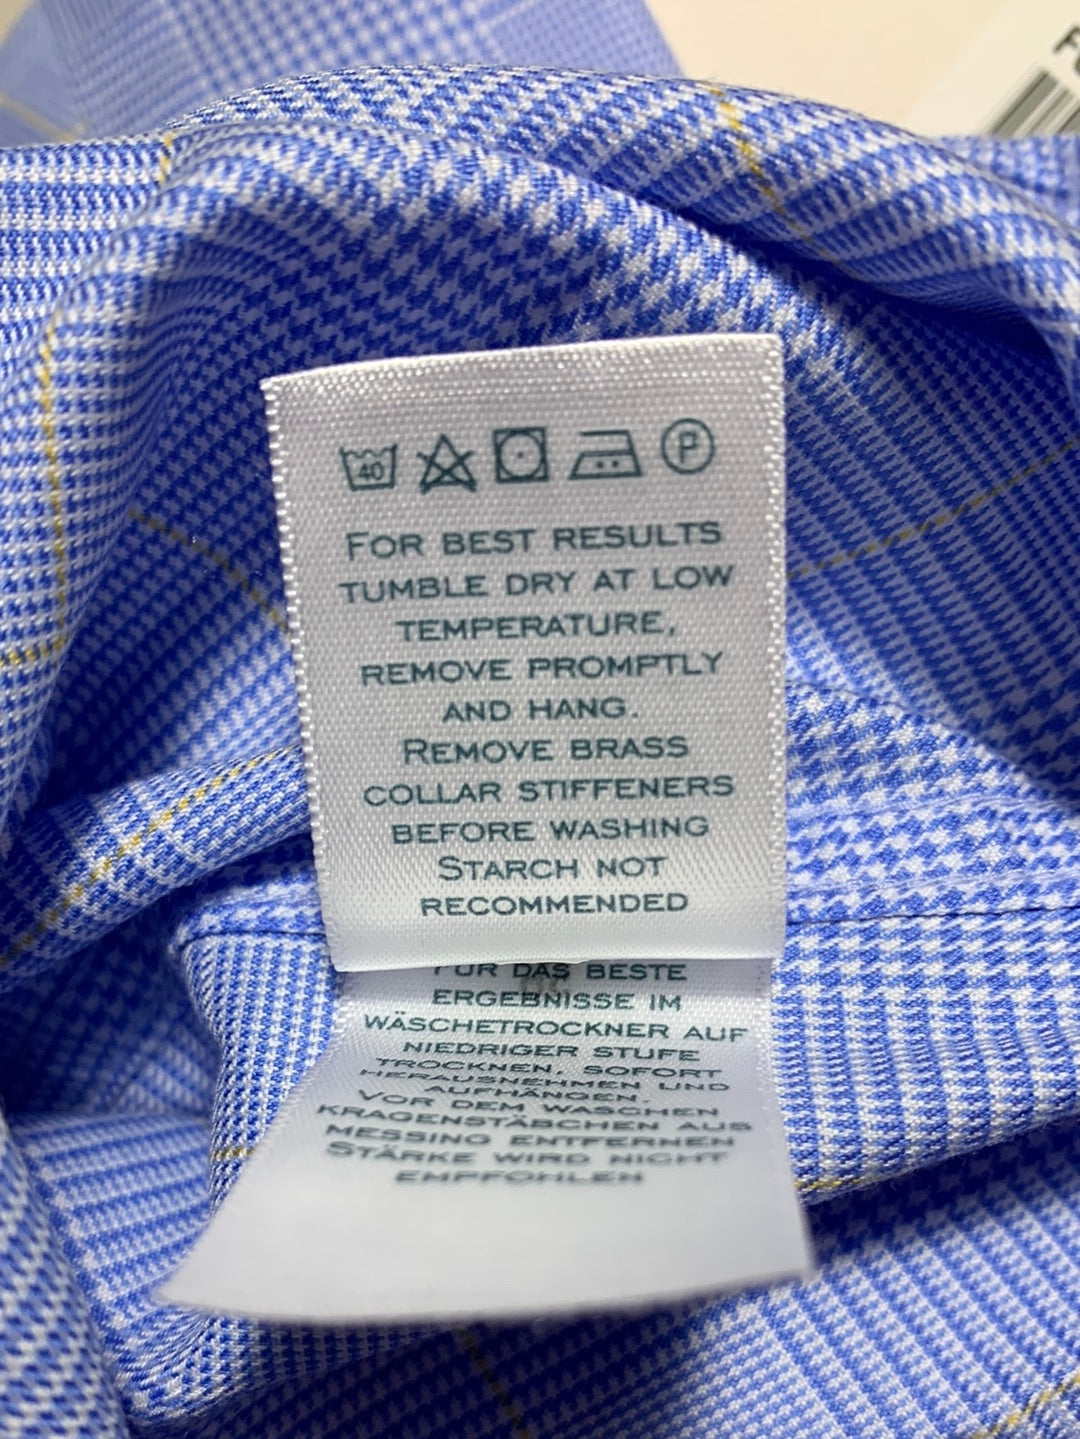 40
P
FOR BEST RESULTS
TUMBLE DRY AT LOW
TEMPERATURE,
REMOVE PROMPTLY
AND HANG.
REMOVE BRASS
COLLAR STIFFENERS
BEFORE WASHING
STARCH NOT
RECOMMENDED
FÜR DAS BESTE
ERGEBNISSE IM
WÄSCHETROCKNER AUF
NIEDRIGER STUFE
TROCKNEN, SOFORT
HERAUSNEHMEN UND
AUFHÄNGEN.
VOR DEM WASCHEN
KRAGENSTÄBCHEN AUS
MESSING ENTFERNEN
STÄRKE WIRD NICHT
EMPFOHLEN